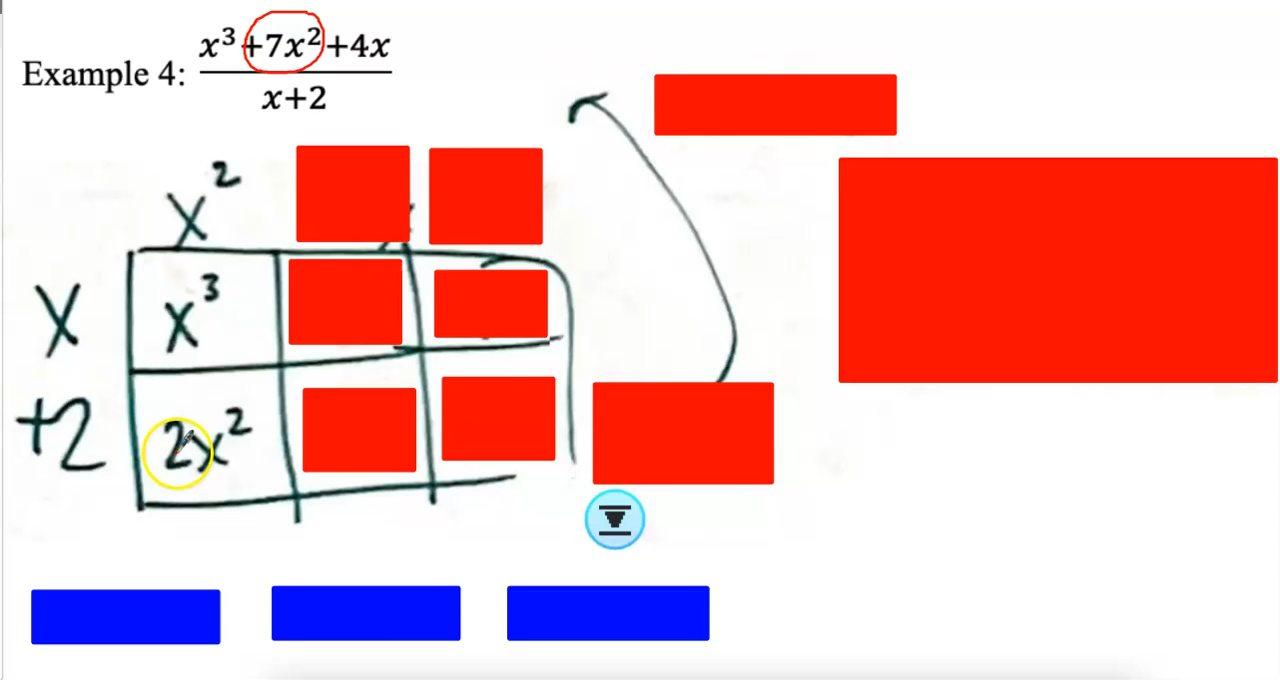 Example 4: x³+7x²+4x
x+2
x²
x x³
+2 2x²